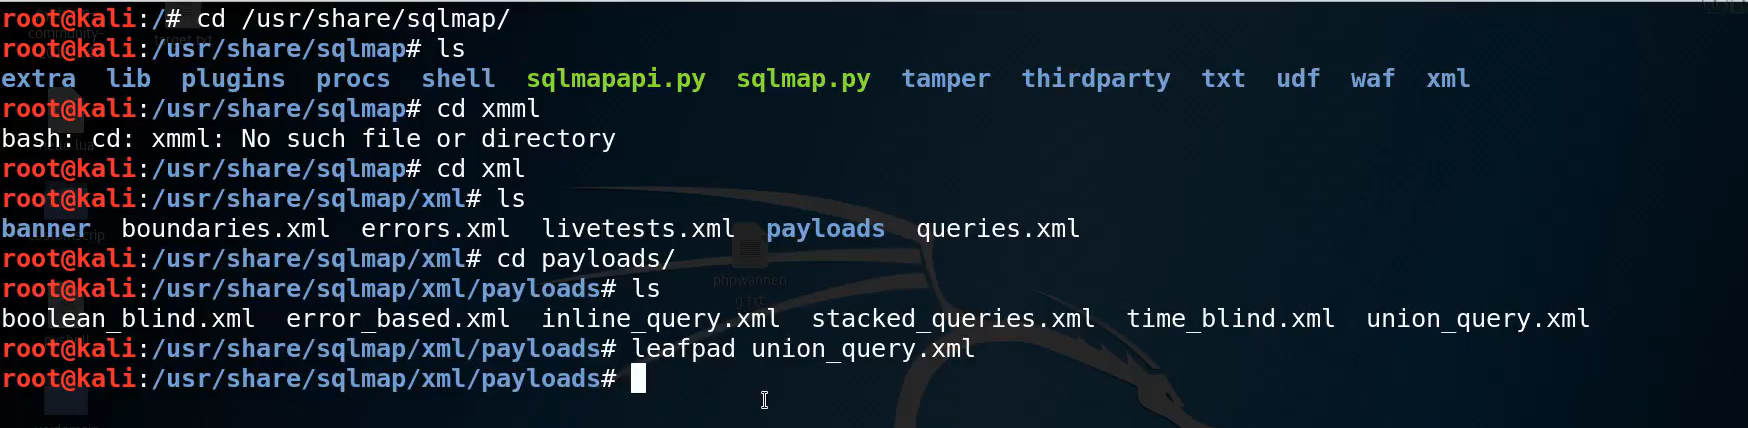 root@kali:/# cd /usr/share/sqlmap/
root@kali:/usr/share/sqlmap# ls
extra  lib  plugins  procs  shell  sqlmapapi.py  sqlmap.py  tamper  thirdparty  txt  udf  waf  xml
root@kali:/usr/share/sqlmap# cd xmml
bash: cd: xmml: No such file or directory
root@kali:/usr/share/sqlmap# cd xml
root@kali:/usr/share/sqlmap/xml# ls
banner  boundaries.xml  errors.xml  livetests.xml  payloads  queries.xml
root@kali:/usr/share/sqlmap/xml# cd payloads/
root@kali:/usr/share/sqlmap/xml/payloads# ls
boolean_blind.xml  error_based.xml  inline_query.xml  stacked_queries.xml  time_blind.xml  union_query.xml
root@kali:/usr/share/sqlmap/xml/payloads# leafpad union_query.xml
root@kali:/usr/share/sqlmap/xml/payloads#